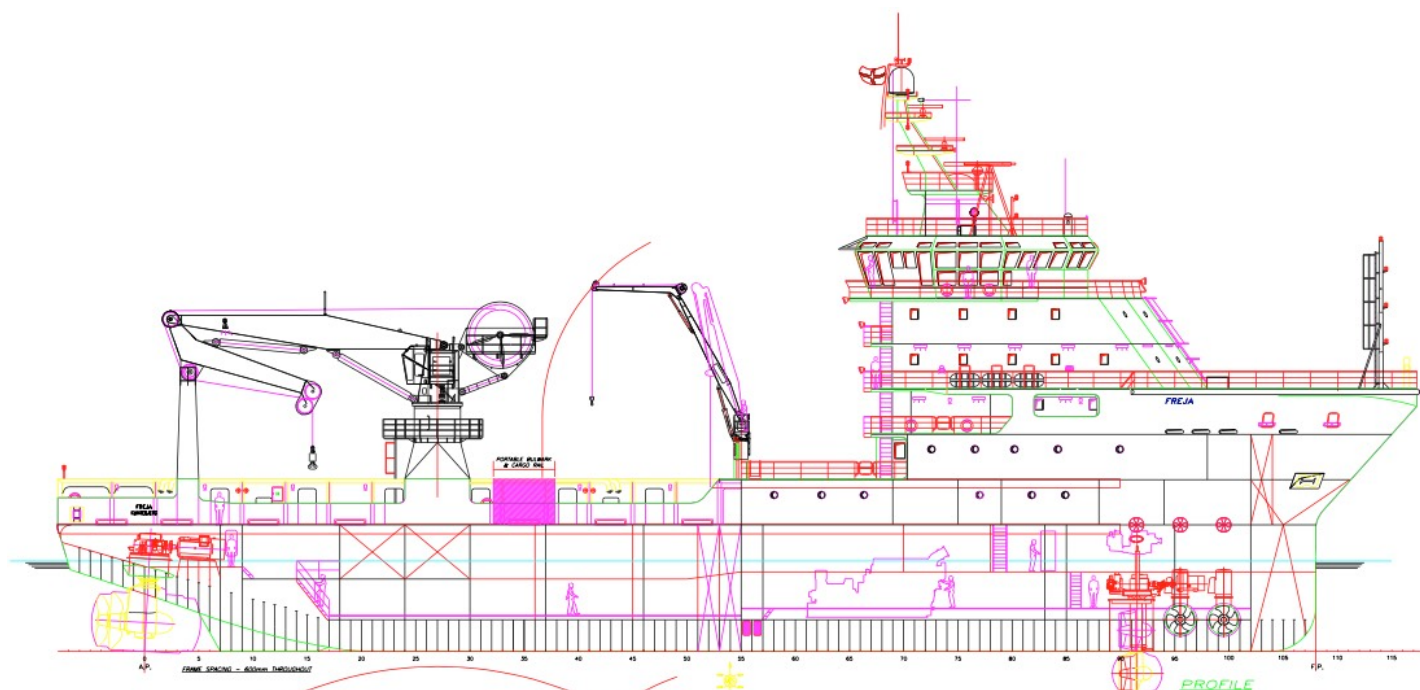 PORTABLE BULWARK
& CARGO RAIL
FREJA
FREJA
A.P.
0 5 10 15 20 25 30 35 40 45 50 55 60 65 70 75 80 85 90 95 100 105 F.P. 110 115
FRAME SPACING - 600mm THROUGHOUT
PROFILE